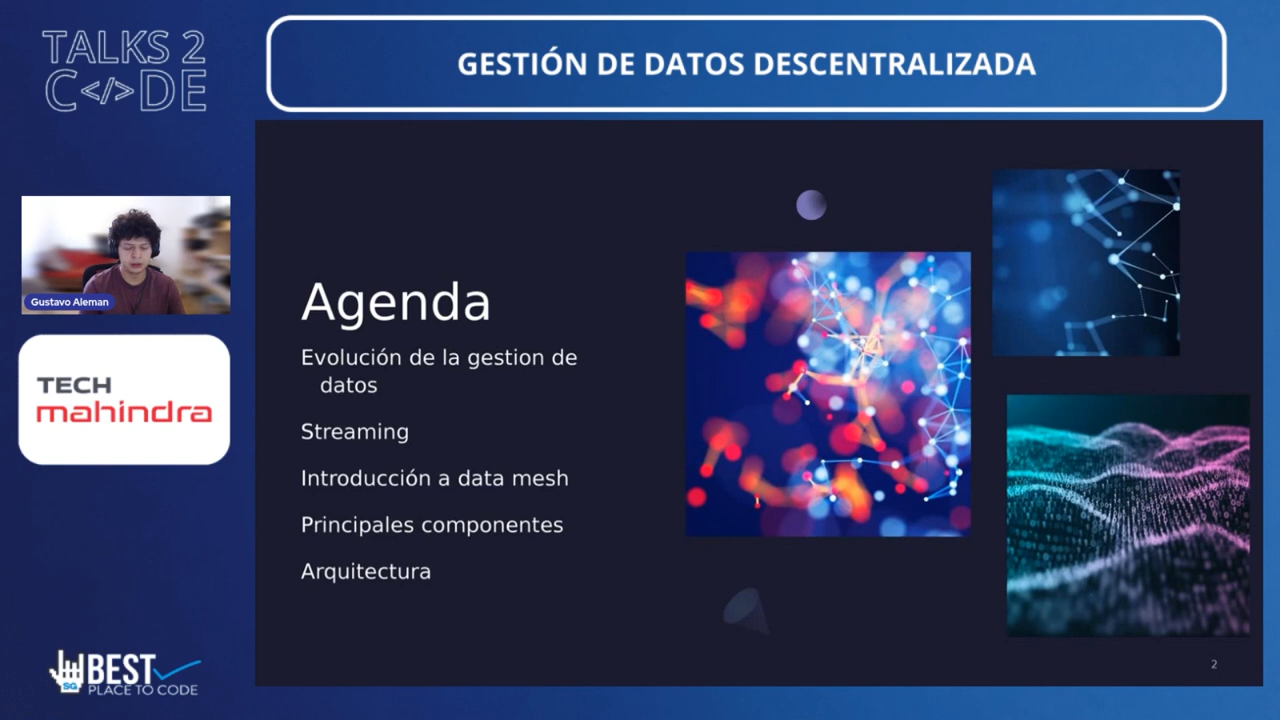 TALKS 2
C</>DE
GESTIÓN DE DATOS DESCENTRALIZADA
Gustavo Aleman
TECH
mahindra
Agenda
Evolución de la gestion de
datos
Streaming
Introducción a data mesh
Principales componentes
Arquitectura
SG
BEST
PLACE TO CODE
2